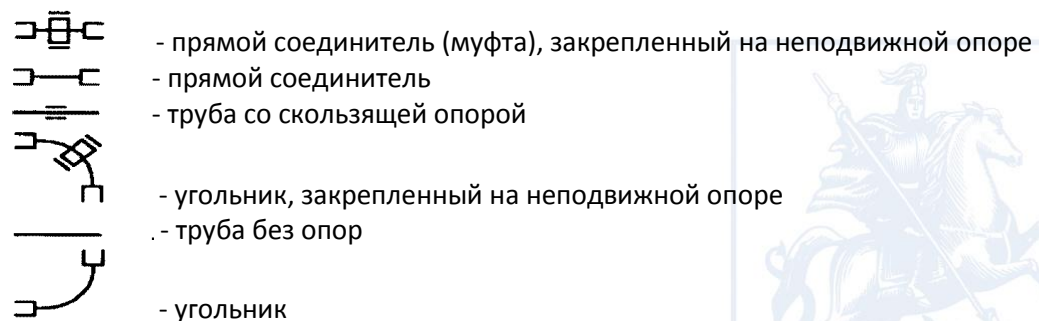 - прямой соединитель (муфта), закрепленный на неподвижной опоре
- прямой соединитель
- труба со скользящей опорой
- угольник, закрепленный на неподвижной опоре
. - труба без опор
- угольник